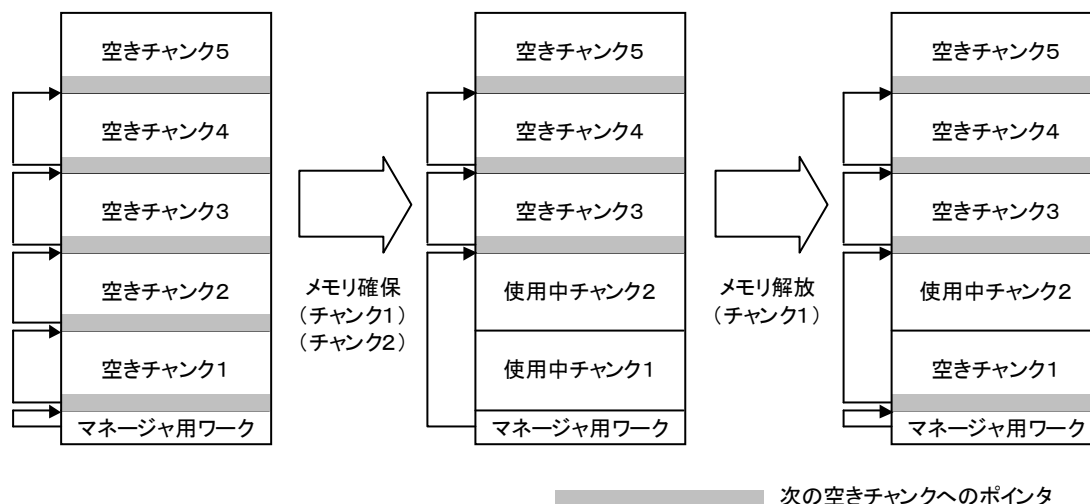 空きチャンク5
空きチャンク4
空きチャンク3
空きチャンク2
空きチャンク1
マネージャ用ワーク
メモリ確保
（チャンク1）
（チャンク2）
空きチャンク5
空きチャンク4
空きチャンク3
使用中チャンク2
使用中チャンク1
マネージャ用ワーク
メモリ解放
（チャンク1）
空きチャンク5
空きチャンク4
空きチャンク3
使用中チャンク2
空きチャンク1
マネージャ用ワーク
次の空きチャンクへのポインタ